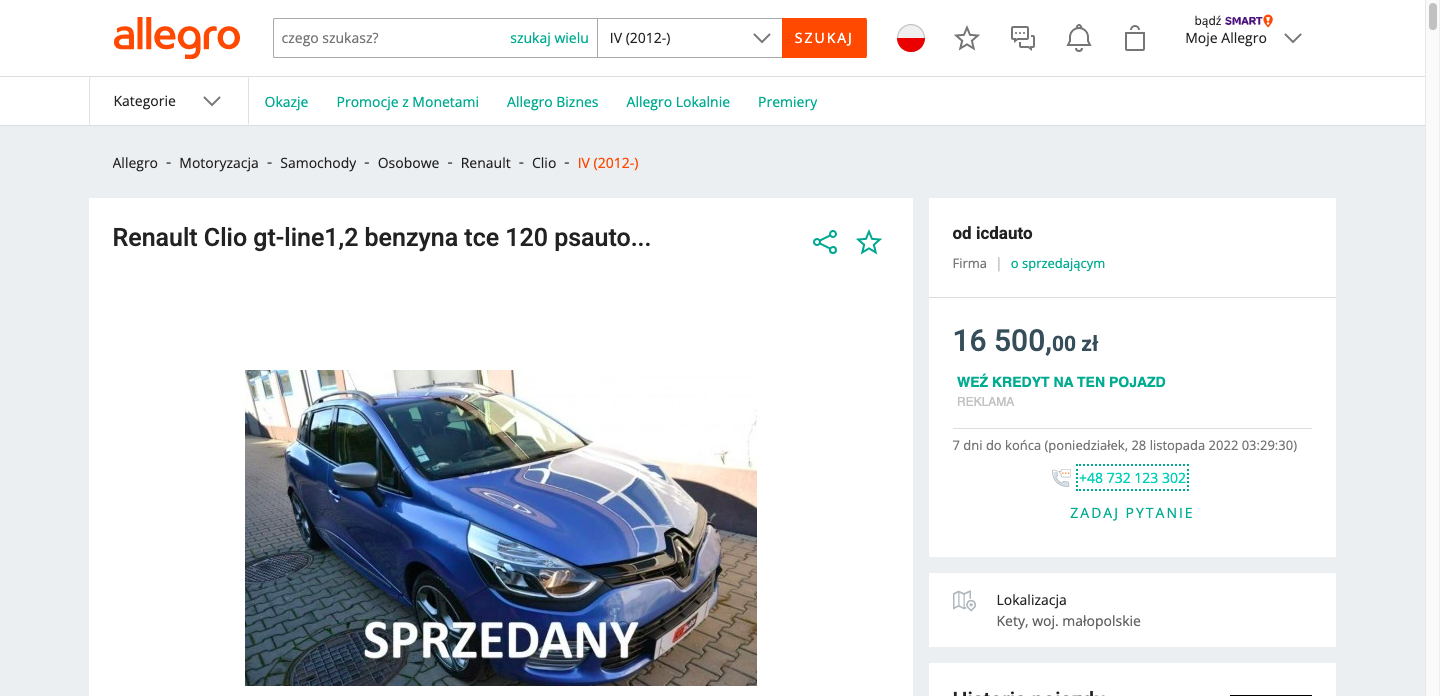 allegro
czego szukasz?
szukaj wielu
IV (2012-)
SZUKAJ
bądź SMART!
Moje Allegro
Kategorie
Okazje
Promocje z Monetami
Allegro Biznes
Allegro Lokalnie
Premiery
Allegro - Motoryzacja - Samochody - Osobowe - Renault - Clio - IV (2012-)
Renault Clio gt-line1,2 benzyna tce 120 psauto...
SPRZEDANY
od icdauto
Firma | o sprzedającym
16 500,00 zł
WEŹ KREDYT NA TEN POJAZD
REKLAMA
7 dni do końca (poniedziałek, 28 listopada 2022 03:29:30)
+48 732 123 302
ZADAJ PYTANIE
Lokalizacja
Kety, woj. małopolskie
Historia pojazdu